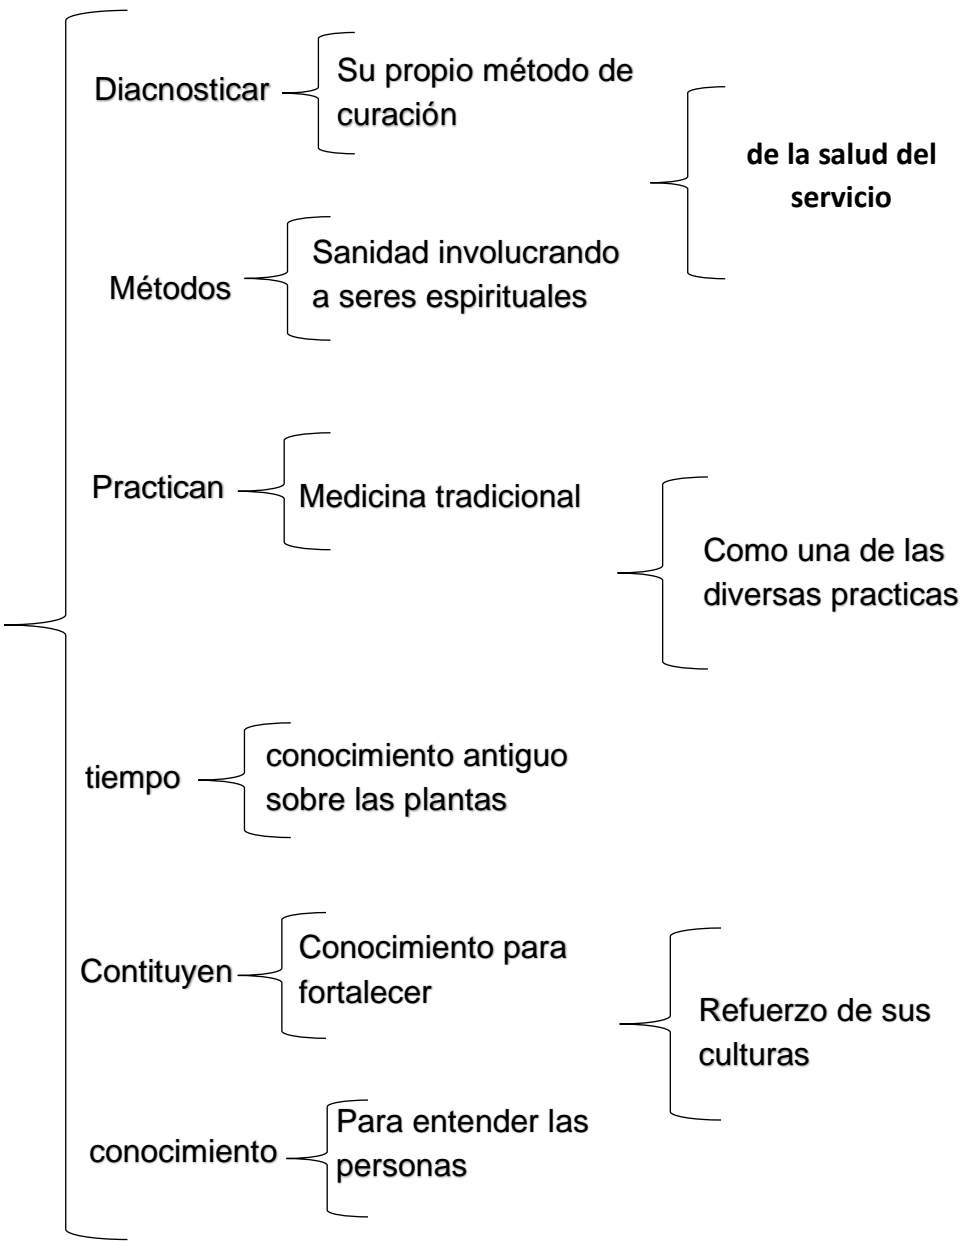 Diacnosticar
Su propio método de
curación
de la salud del
servicio
Métodos
Sanidad involucrando
a seres espirituales
Practican
Medicina tradicional
Como una de las
diversas practicas
tiempo
conocimiento antiguo
sobre las plantas
Contituyen
Conocimiento para
fortalecer
Refuerzo de sus
culturas
conocimiento
Para entender las
personas